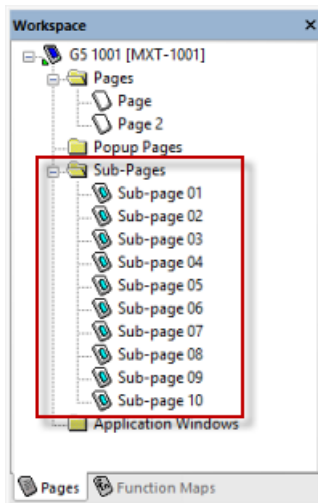 Workspace
G5 1001 [MXT-1001]
Pages
Page
Page 2
Popup Pages
Sub-Pages
Sub-page 01
Sub-page 02
Sub-page 03
Sub-page 04
Sub-page 05
Sub-page 06
Sub-page 07
Sub-page 08
Sub-page 09
Sub-page 10
Application Windows
Pages Function Maps